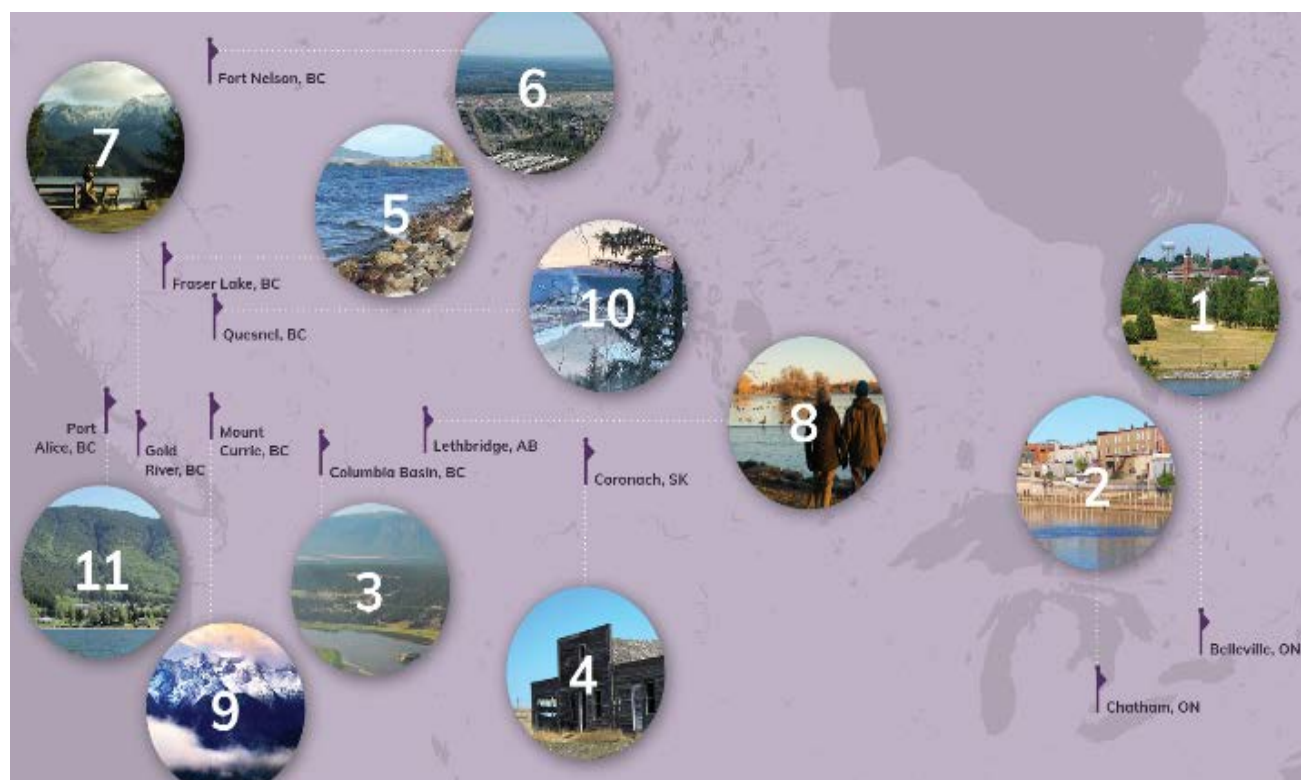 Fort Nelson, BC
6
7
5
Fraser Lake, BC
10
Quesnel, BC
1
Port
Alice, BC
Gold
River, BC
Mount
Currie, BC
Columbia Basin, BC
Lethbridge, AB
Coronach, SK
8
2
11
3
4
9
Belleville, ON
Chatham, ON